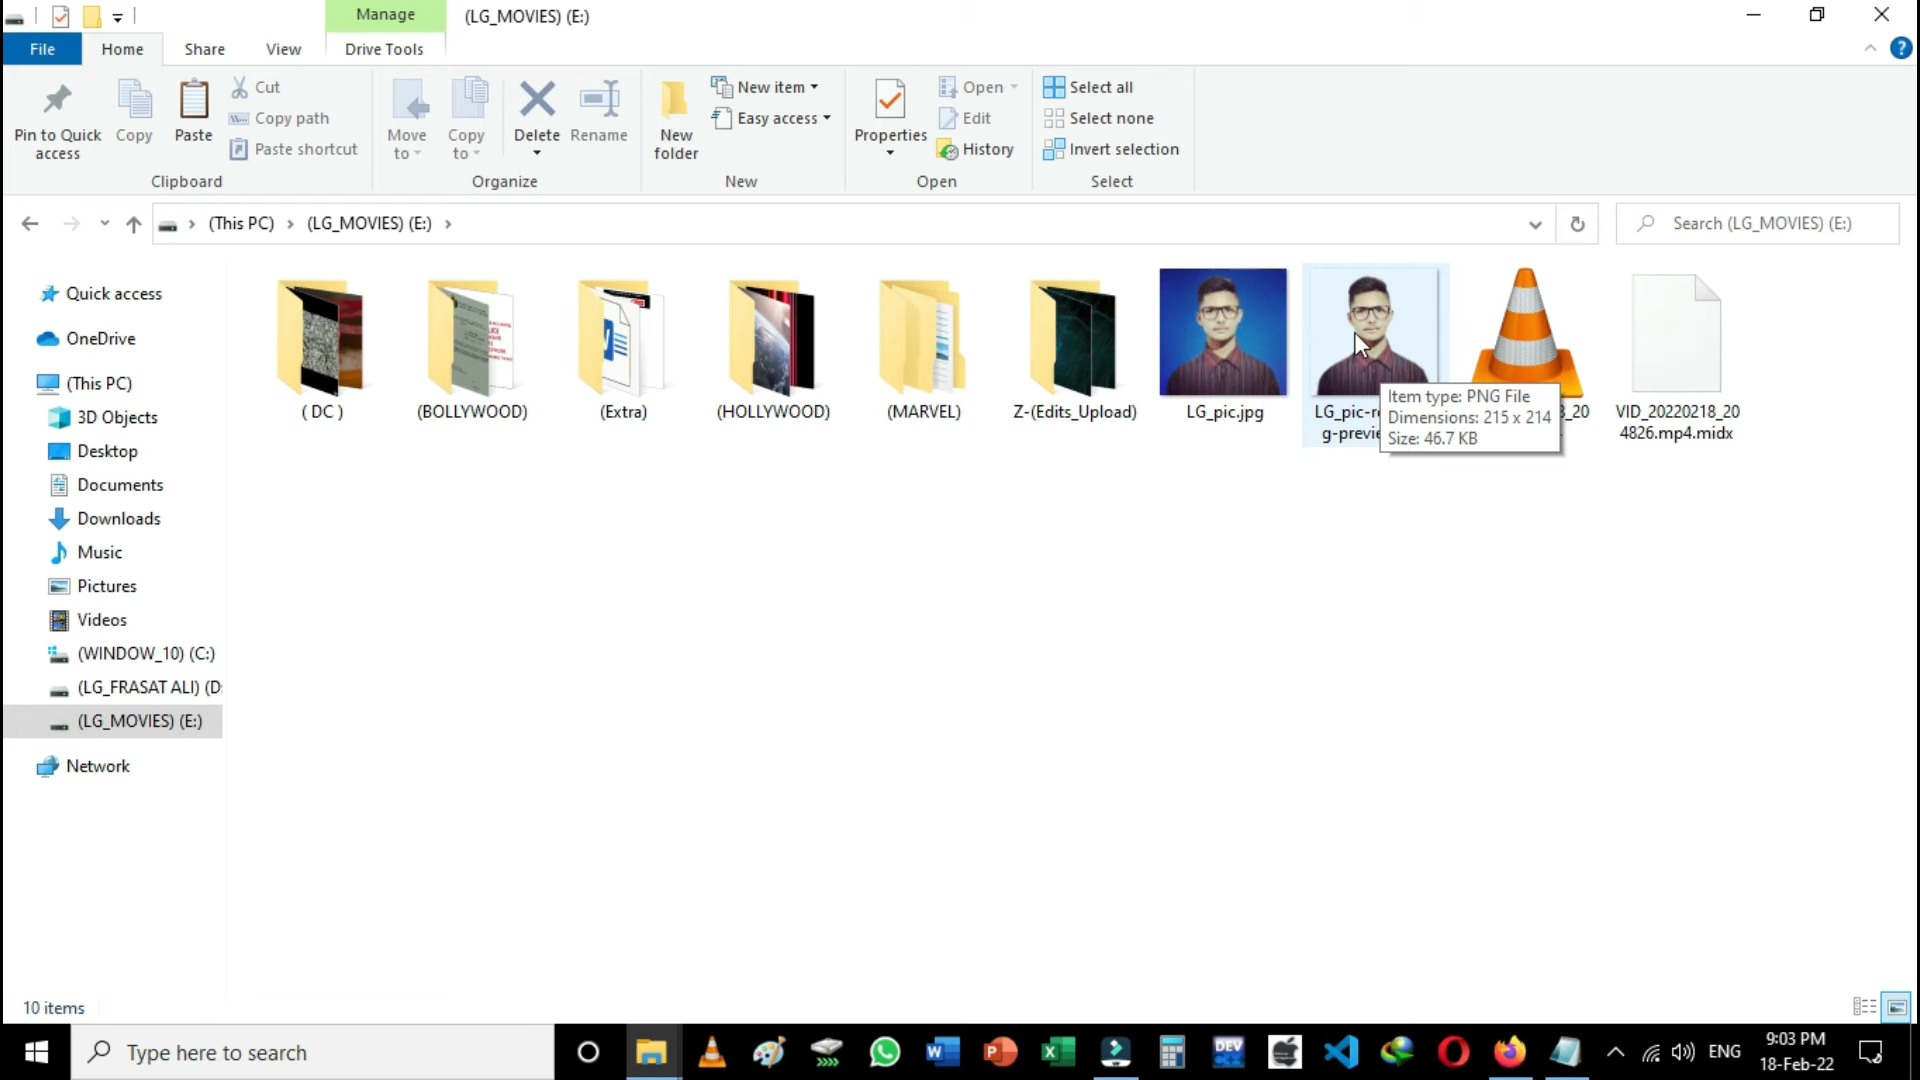 Manage
(LG_MOVIES) (E:)
File
Home
Share
View
Drive Tools
Pin to Quick access
Copy
Paste
Cut
Copy path
Paste shortcut
Clipboard
Move to
Copy to
Delete
Rename
Organize
New folder
New item
Easy access
New
Properties
Open
Edit
History
Open
Select all
Select none
Invert selection
Select
(This PC)
(LG_MOVIES) (E:)
Search (LG_MOVIES) (E:)
Quick access
OneDrive
(This PC)
3D Objects
Desktop
Documents
Downloads
Music
Pictures
Videos
(WINDOW_10) (C:)
(LG_FRASAT ALI) (D:
(LG_MOVIES) (E:)
Network
( DC )
(BOLLYWOOD)
(Extra)
(HOLLYWOOD)
(MARVEL)
Z-(Edits_Upload)
LG_pic.jpg
VID_20220218_20
4826.mp4.midx
Item type: PNG File
Dimensions: 215 x 214
Size: 46.7 KB
10 items
Type here to search
DEV
ENG
9:03 PM
18-Feb-22